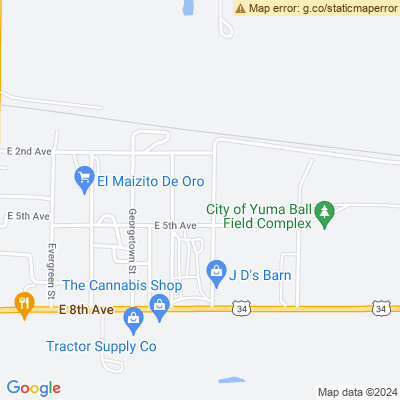 Map error: g.co/staticmaperror
E 2nd Ave
El Maizito De Oro
E 5th Ave
Georgetown St
E 5th Ave
City of Yuma Ball
Field Complex
Evergreen St
J D's Barn
The Cannabis Shop
E 8th Ave
34
34
Tractor Supply Co
Google
Map data ©2024